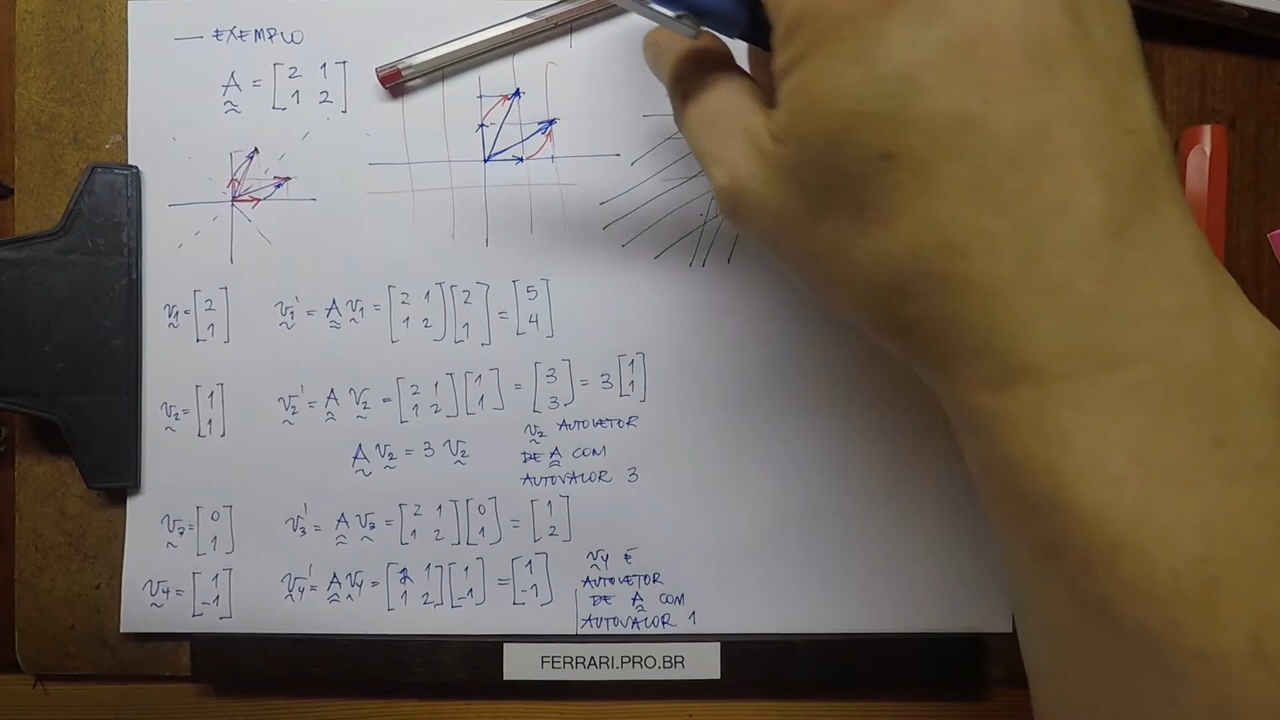 — EXEMPLO
A = [2 1; 1 2]
v1 = [2; 1] v1' = A v1 = [2 1; 1 2] [2; 1] = [5; 4]
v2 = [1; 1] v2' = A v2 = [2 1; 1 2] [1; 1] = [3; 3] = 3 [1; 1]
A v2 = 3 v2
v2 AUTOVETOR
DE A COM
AUTOVALOR 3
v3 = [0; 1] v3' = A v3 = [2 1; 1 2] [0; 1] = [1; 2]
v4 = [1; -1] v4' = A v4 = [2 1; 1 2] [1; -1] = [1; -1]
v4 É
AUTOVETOR
DE A COM
AUTOVALOR 1
FERRARI.PRO.BR